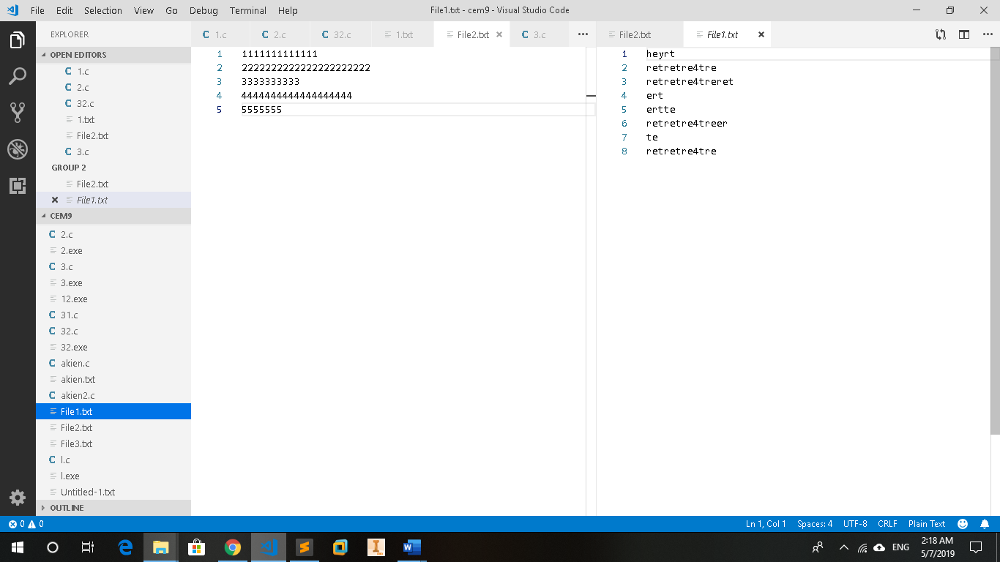 File Edit Selection View Go Debug Terminal Help File1.txt - cem9 - Visual Studio Code
EXPLORER
OPEN EDITORS
1.c
2.c
32.c
1.txt
File2.txt
3.c
GROUP 2
File2.txt
File1.txt
CEM9
2.c
2.exe
3.c
3.exe
12.exe
31.c
32.c
32.exe
akien.c
akien.txt
akien2.c
File1.txt
File2.txt
File3.txt
l.c
l.exe
Untitled-1.txt
OUTLINE
1.c 2.c 32.c 1.txt File2.txt 3.c
1 1111111111111
2 2222222222222222222222
3 3333333333
4 4444444444444444444
5 5555555
File2.txt File1.txt
1 heyrt
2 retretre4tre
3 retretre4treret
4 ert
5 ertte
6 retretre4treer
7 te
8 retretre4tre
0 0 Ln 1, Col 1 Spaces: 4 UTF-8 CRLF Plain Text
ENG
2:18 AM
5/7/2019